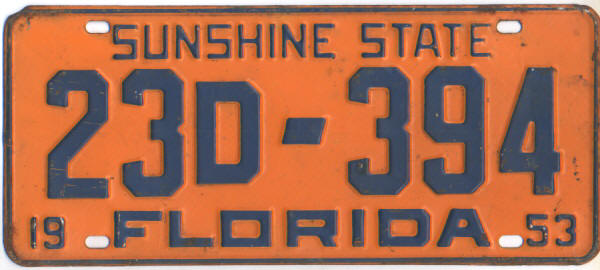 SUNSHINE STATE
23D-394
19 FLORIDA 53